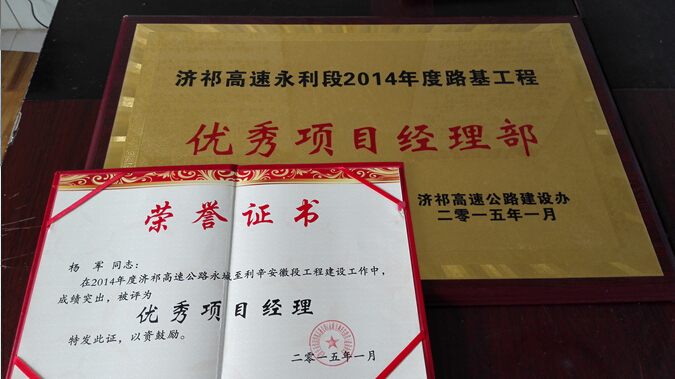 济祁高速永利段2014年度路基工程
优秀项目经理部
济祁高速公路建设办
二零一五年一月
荣誉证书
杨 军 同志：
在2014年度济祁高速公路永城至利辛安徽段工程建设工作中，
成绩突出，被评为
优秀项目经理
特发此证，以资鼓励。
二零一五年一月